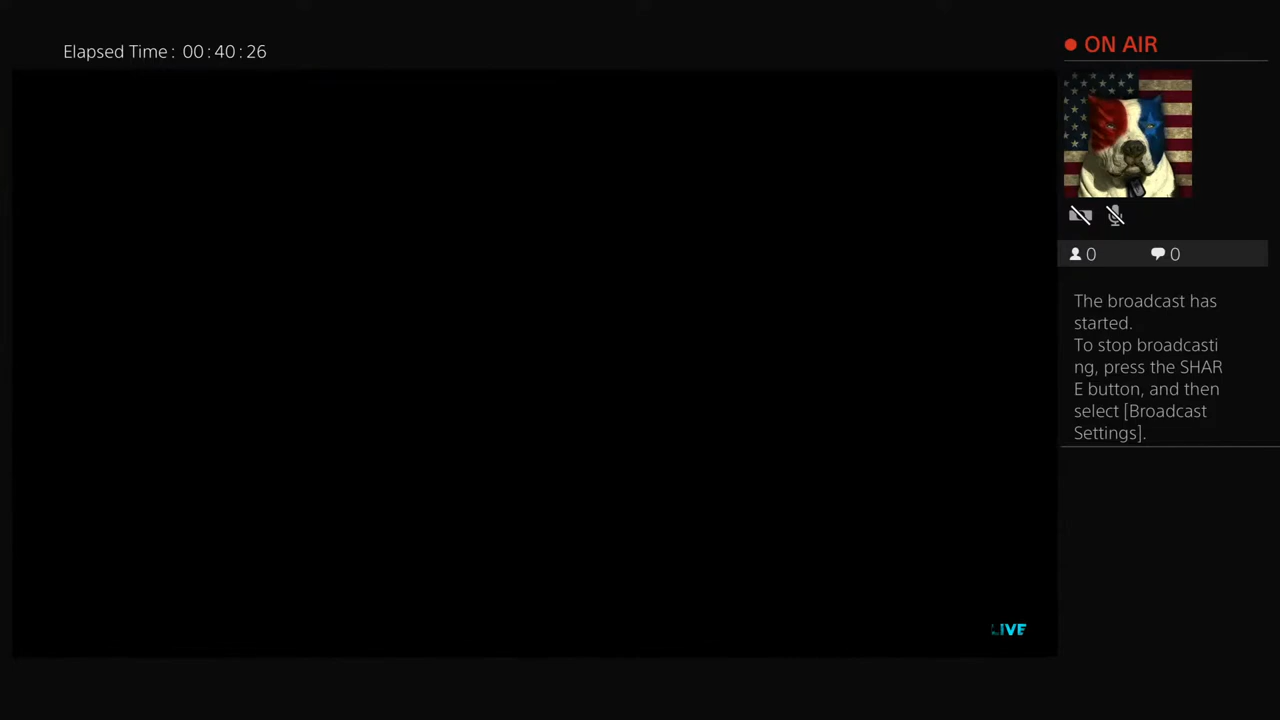 Elapsed Time: 00:40:26
ON AIR
0 0
The broadcast has
started.
To stop broadcasti
ng, press the SHAR
E button, and then
select [Broadcast
Settings].
LIVE